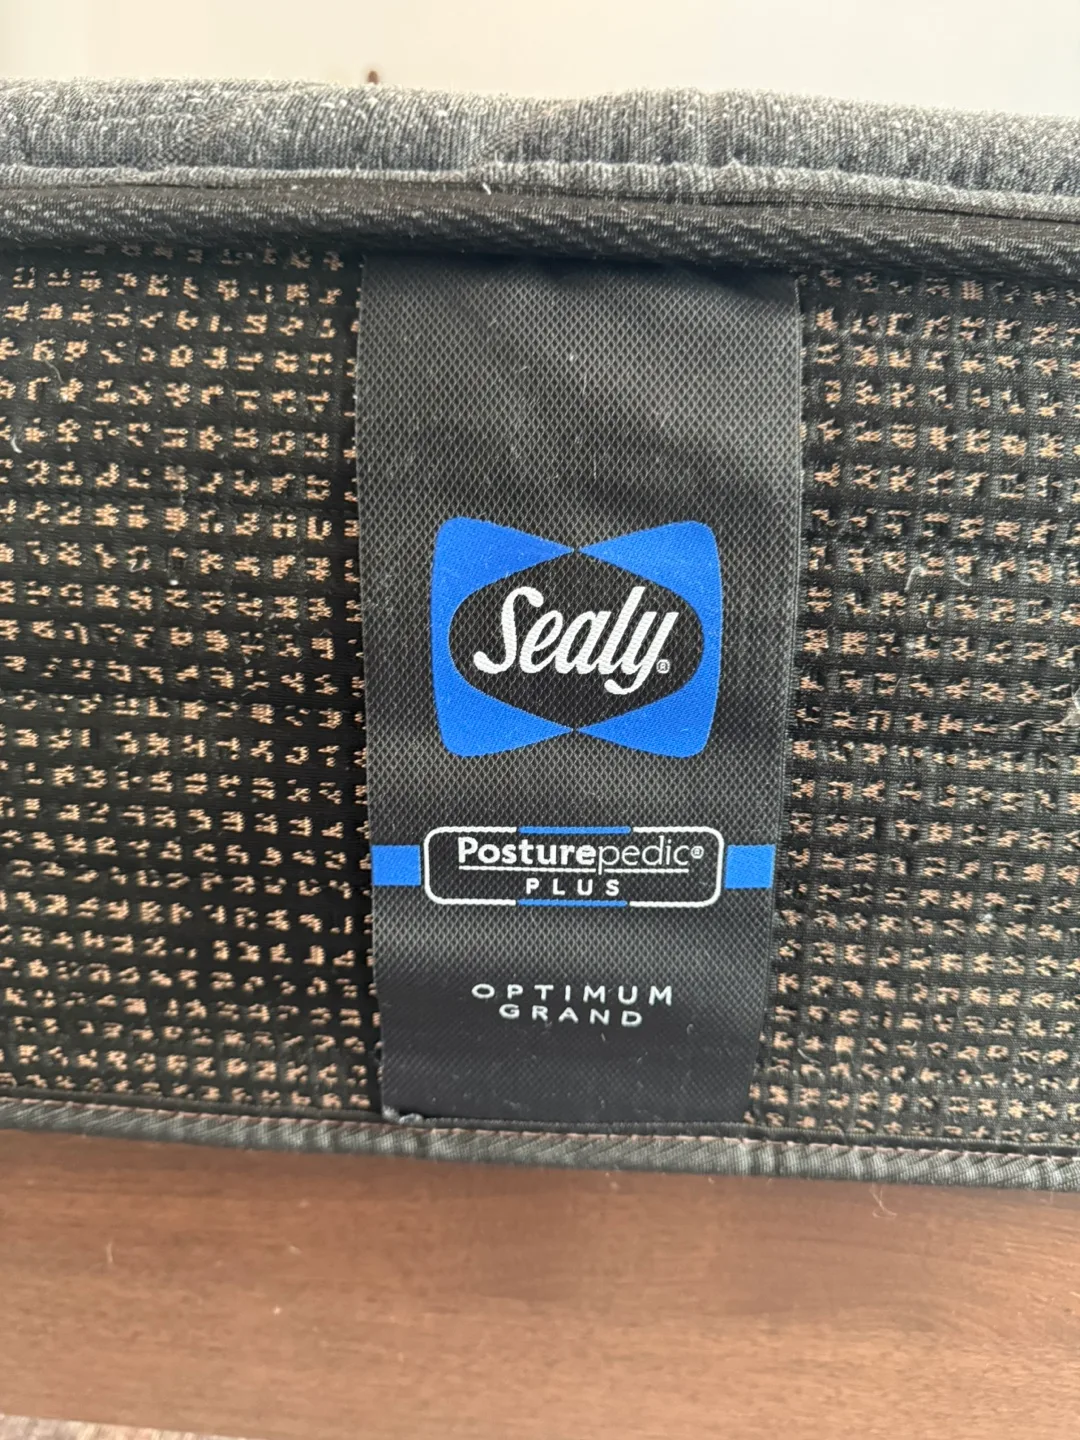 Sealy®
Posturepedic®
PLUS
OPTIMUM
GRAND